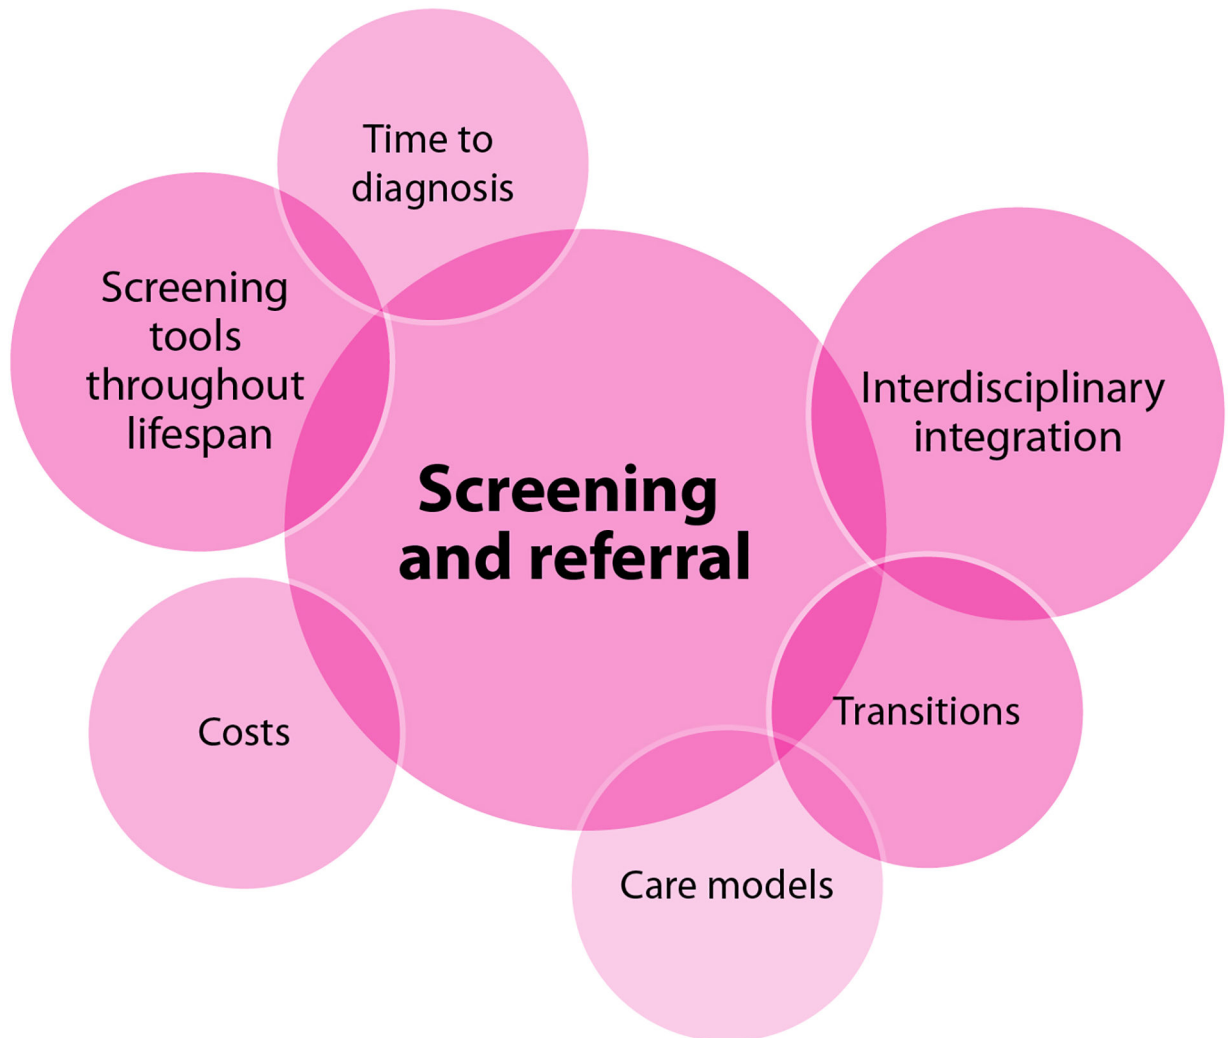 Time to
diagnosis
Screening
tools
throughout
lifespan
Interdisciplinary
integration
Screening
and referral
Transitions
Costs
Care models